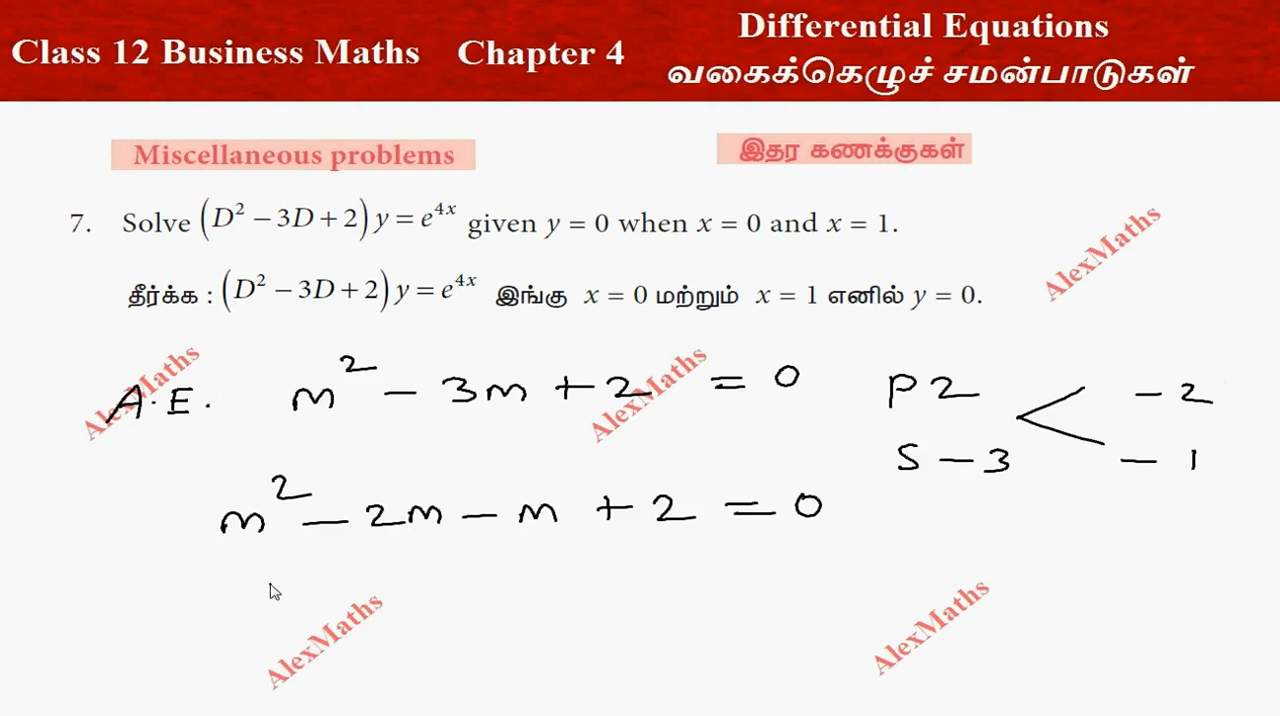 Class 12 Business Maths Chapter 4
Differential Equations
வகைக்கெழுச் சமன்பாடுகள்
Miscellaneous problems
இதர கணக்குகள்
7. Solve (D² − 3D + 2) y = e⁴ˣ given y = 0 when x = 0 and x = 1.
தீர்க்க : (D² − 3D + 2) y = e⁴ˣ இங்கு x = 0 மற்றும் x = 1 எனில் y = 0.
AlexMaths
AlexMaths
AlexMaths
A.E. m² − 3m + 2 = 0
P 2 < − 2
S − 3 − 1
m² − 2m − m + 2 = 0
AlexMaths
AlexMaths